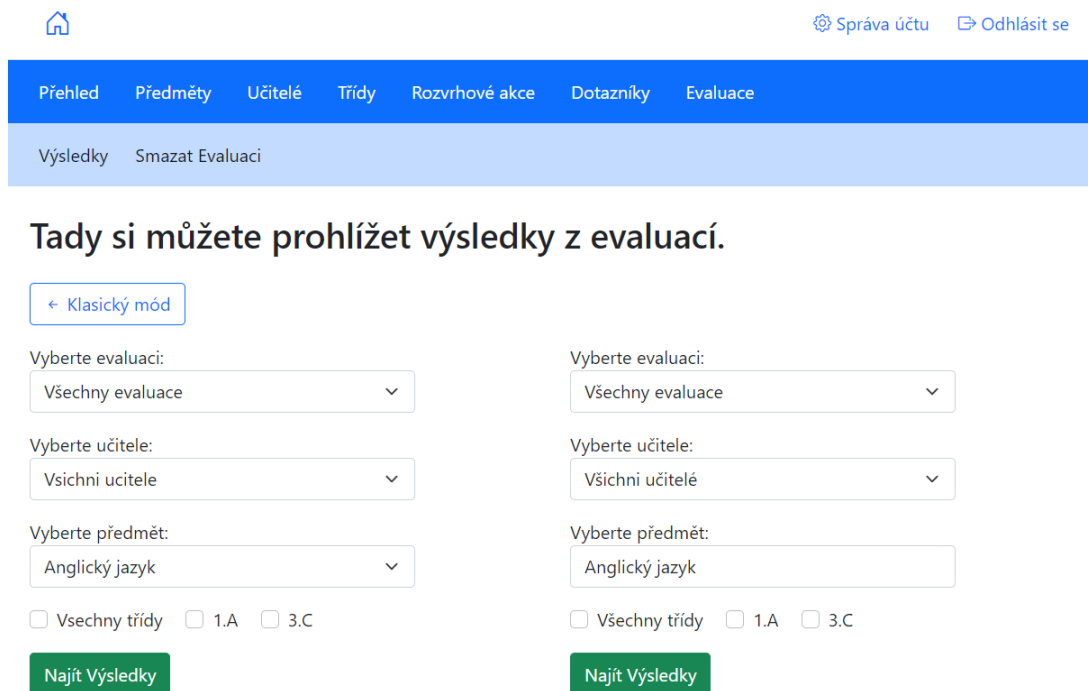 Správa účtu Odhlásit se
Přehled Předměty Učitelé Třídy Rozvrhové akce Dotazníky Evaluace
Výsledky Smazat Evaluaci
Tady si můžete prohlížet výsledky z evaluací.
← Klasický mód
Vyberte evaluaci:
Všechny evaluace
Vyberte učitele:
Vsichni ucitele
Vyberte předmět:
Anglický jazyk
Vsechny třídy 1.A 3.C
Najít Výsledky
Vyberte evaluaci:
Všechny evaluace
Vyberte učitele:
Všichni učitelé
Vyberte předmět:
Anglický jazyk
Všechny třídy 1.A 3.C
Najít Výsledky